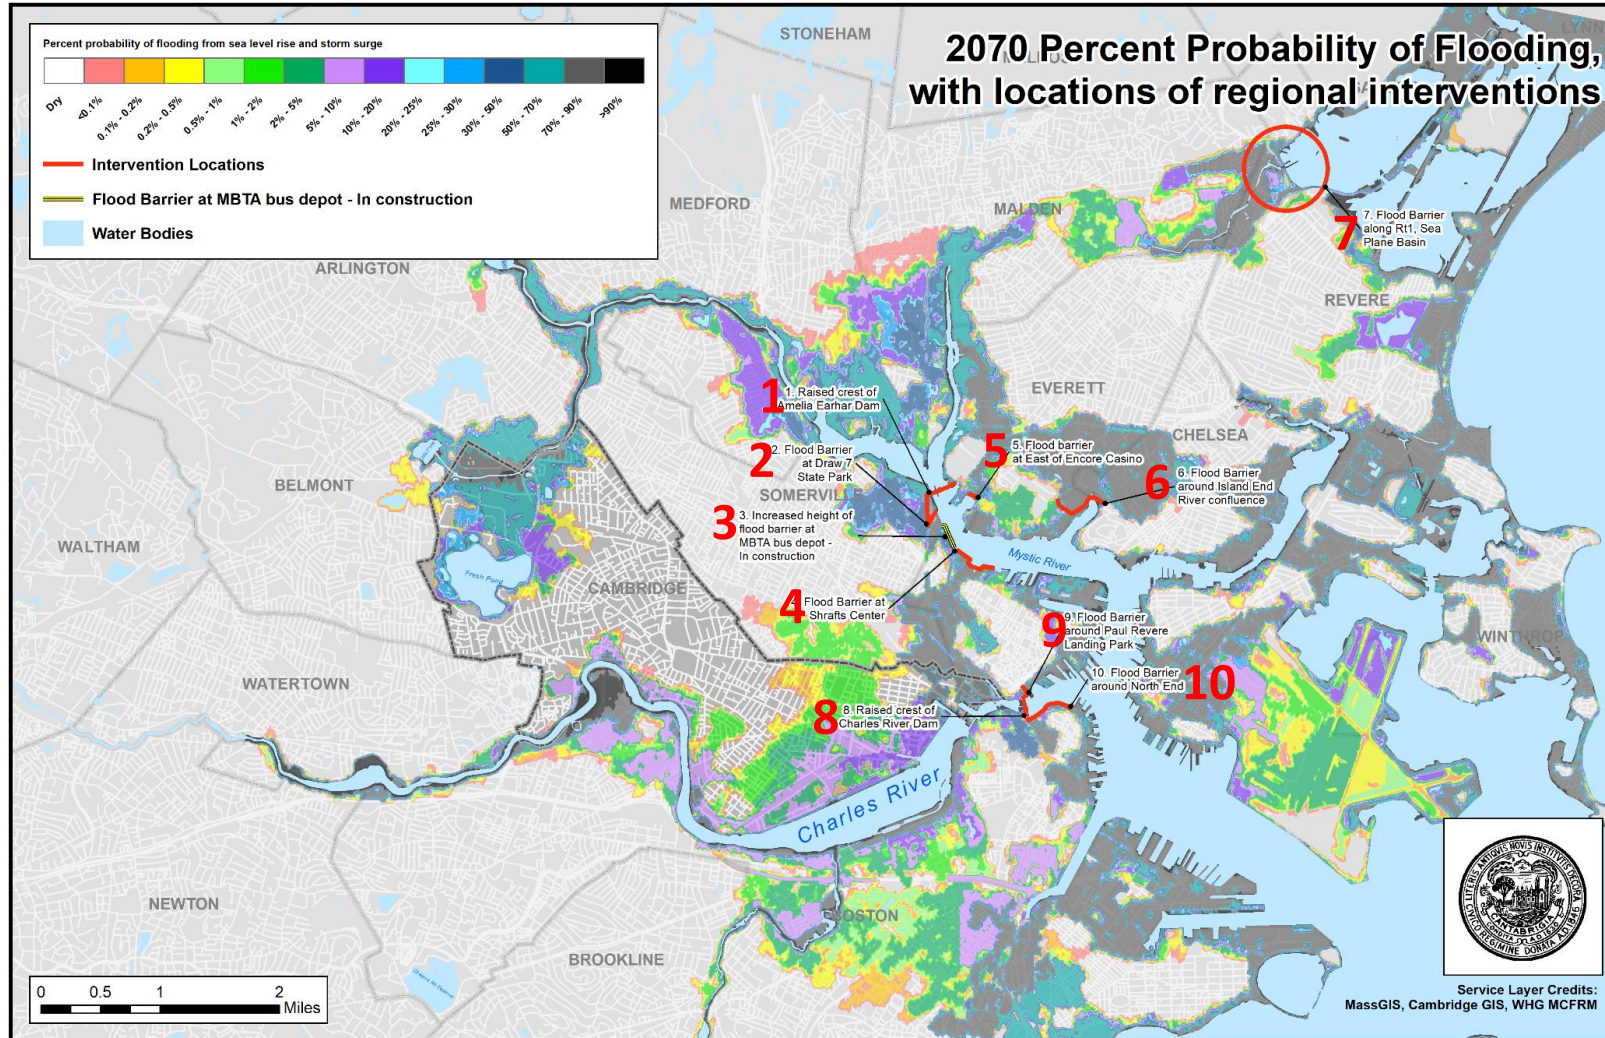 2070 Percent Probability of Flooding,
with locations of regional interventions
Percent probability of flooding from sea level rise and storm surge
Dry
<0.1%
0.1% - 0.2%
0.2% - 0.5%
0.5% - 1%
1% - 2%
2% - 5%
5% - 10%
10% - 20%
20% - 25%
25% - 30%
30% - 50%
50% - 70%
70% - 90%
>90%
Intervention Locations
Flood Barrier at MBTA bus depot - In construction
Water Bodies
STONEHAM
MEDFORD
MALDEN
ARLINGTON
REVERE
7
7. Flood Barrier
along Rt1, Sea
Plane Basin
EVERETT
CHELSEA
1
1. Raised crest of
Amelia Earhar Dam
2
2. Flood Barrier
at Draw 7
State Park
5
5. Flood barrier
at East of Encore Casino
6
6. Flood Barrier
around Island End
River confluence
BELMONT
SOMERVILLE
3
3. Increased height of
flood barrier at
MBTA bus depot -
In construction
WALTHAM
Fresh Pond
CAMBRIDGE
Mystic River
4
4. Flood Barrier at
Shrafts Center
9
9. Flood Barrier
around Paul Revere
Landing Park
WINTHROP
WATERTOWN
10
10. Flood Barrier
around North End
8
8. Raised crest of
Charles River Dam
Charles River
NEWTON
BOSTON
BROOKLINE
0 0.5 1 2
Miles
Service Layer Credits:
MassGIS, Cambridge GIS, WHG MCFRM